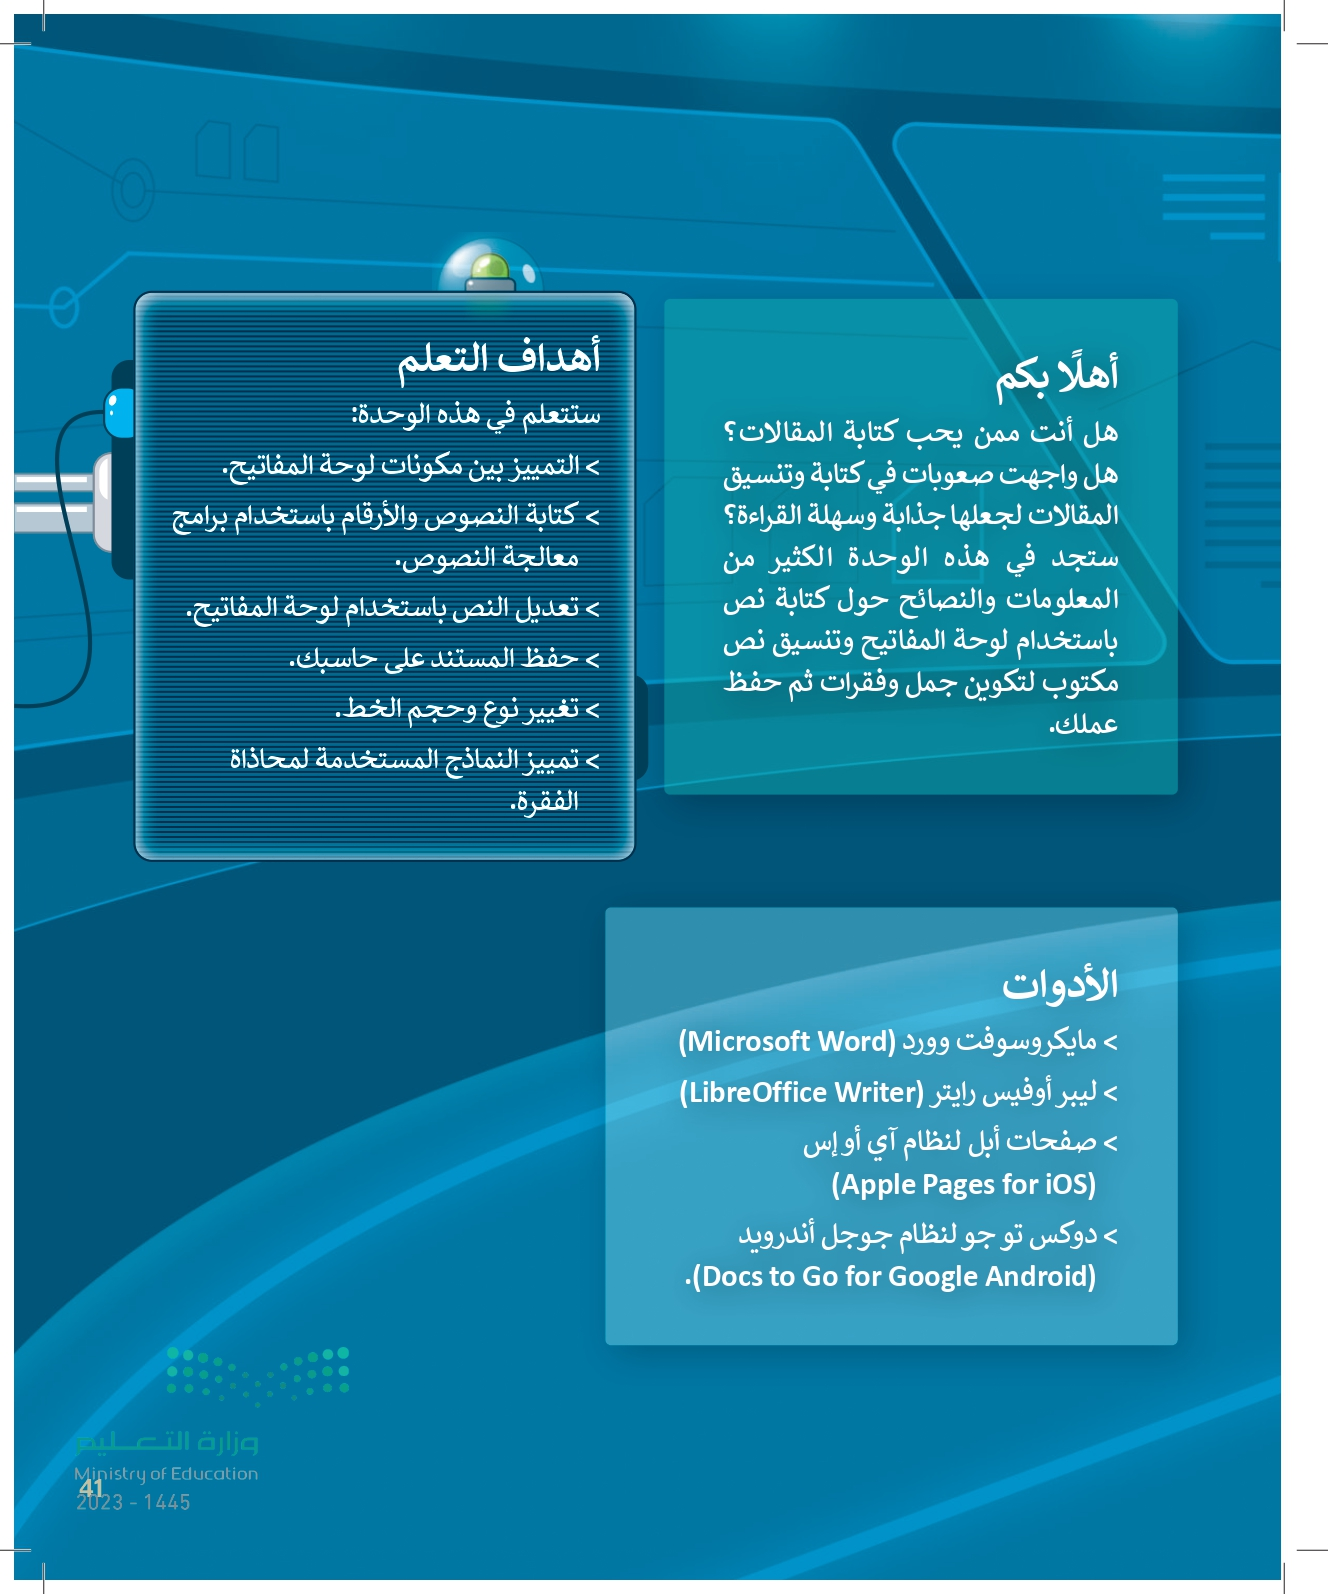 أهلًا بكم
هل أنت ممن يحب كتابة المقالات؟
هل واجهت صعوبات في كتابة وتنسيق
المقالات لجعلها جذابة وسهلة القراءة؟
ستجد في هذه الوحدة الكثير من
المعلومات والنصائح حول كتابة نص
باستخدام لوحة المفاتيح وتنسيق نص
مكتوب لتكوين جمل وفقرات ثم حفظ
عملك.
أهداف التعلم
ستتعلم في هذه الوحدة:
> التمييز بين مكونات لوحة المفاتيح.
> كتابة النصوص والأرقام باستخدام برامج
معالجة النصوص.
> تعديل النص باستخدام لوحة المفاتيح.
> حفظ المستند على حاسبك.
> تغيير نوع وحجم الخط.
> تمييز النماذج المستخدمة لمحاذاة
الفقرة.
الأدوات
> مايكروسوفت وورد (Microsoft Word)
> ليبر أوفيس رايتر (LibreOffice Writer)
> صفحات أبل لنظام آي أو إس
(Apple Pages for iOS)
> دوكس تو جو لنظام جوجل أندرويد
(Docs to Go for Google Android).
وزارة التعليم
Ministry of Education
41
2023 - 1445